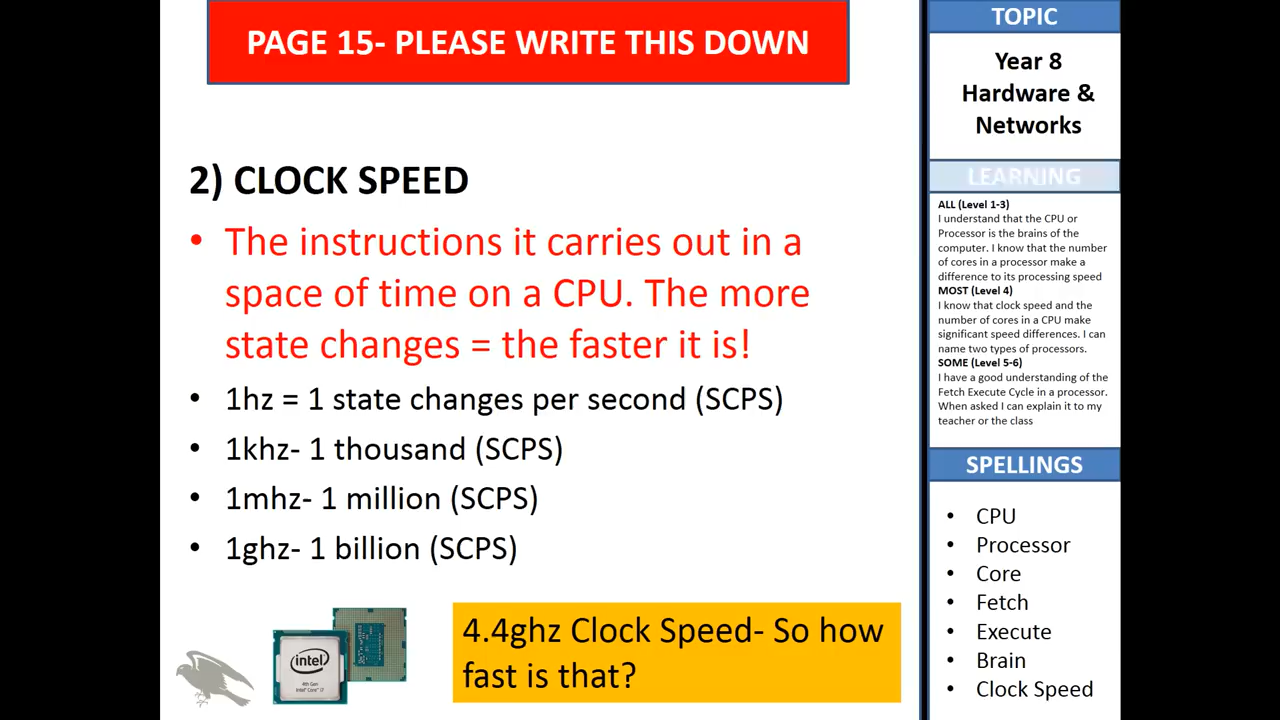 PAGE 15- PLEASE WRITE THIS DOWN
2) CLOCK SPEED
• The instructions it carries out in a
space of time on a CPU. The more
state changes = the faster it is!
• 1hz = 1 state changes per second (SCPS)
• 1khz- 1 thousand (SCPS)
• 1mhz- 1 million (SCPS)
• 1ghz- 1 billion (SCPS)
intel
4th Gen
Intel® Core™ i7
4.4ghz Clock Speed- So how
fast is that?
TOPIC
Year 8
Hardware &
Networks
LEARNING
ALL (Level 1-3)
I understand that the CPU or
Processor is the brains of the
computer. I know that the number
of cores in a processor make a
difference to its processing speed
MOST (Level 4)
I know that clock speed and the
number of cores in a CPU make
significant speed differences. I can
name two types of processors.
SOME (Level 5-6)
I have a good understanding of the
Fetch Execute Cycle in a processor.
When asked I can explain it to my
teacher or the class
SPELLINGS
• CPU
• Processor
• Core
• Fetch
• Execute
• Brain
• Clock Speed